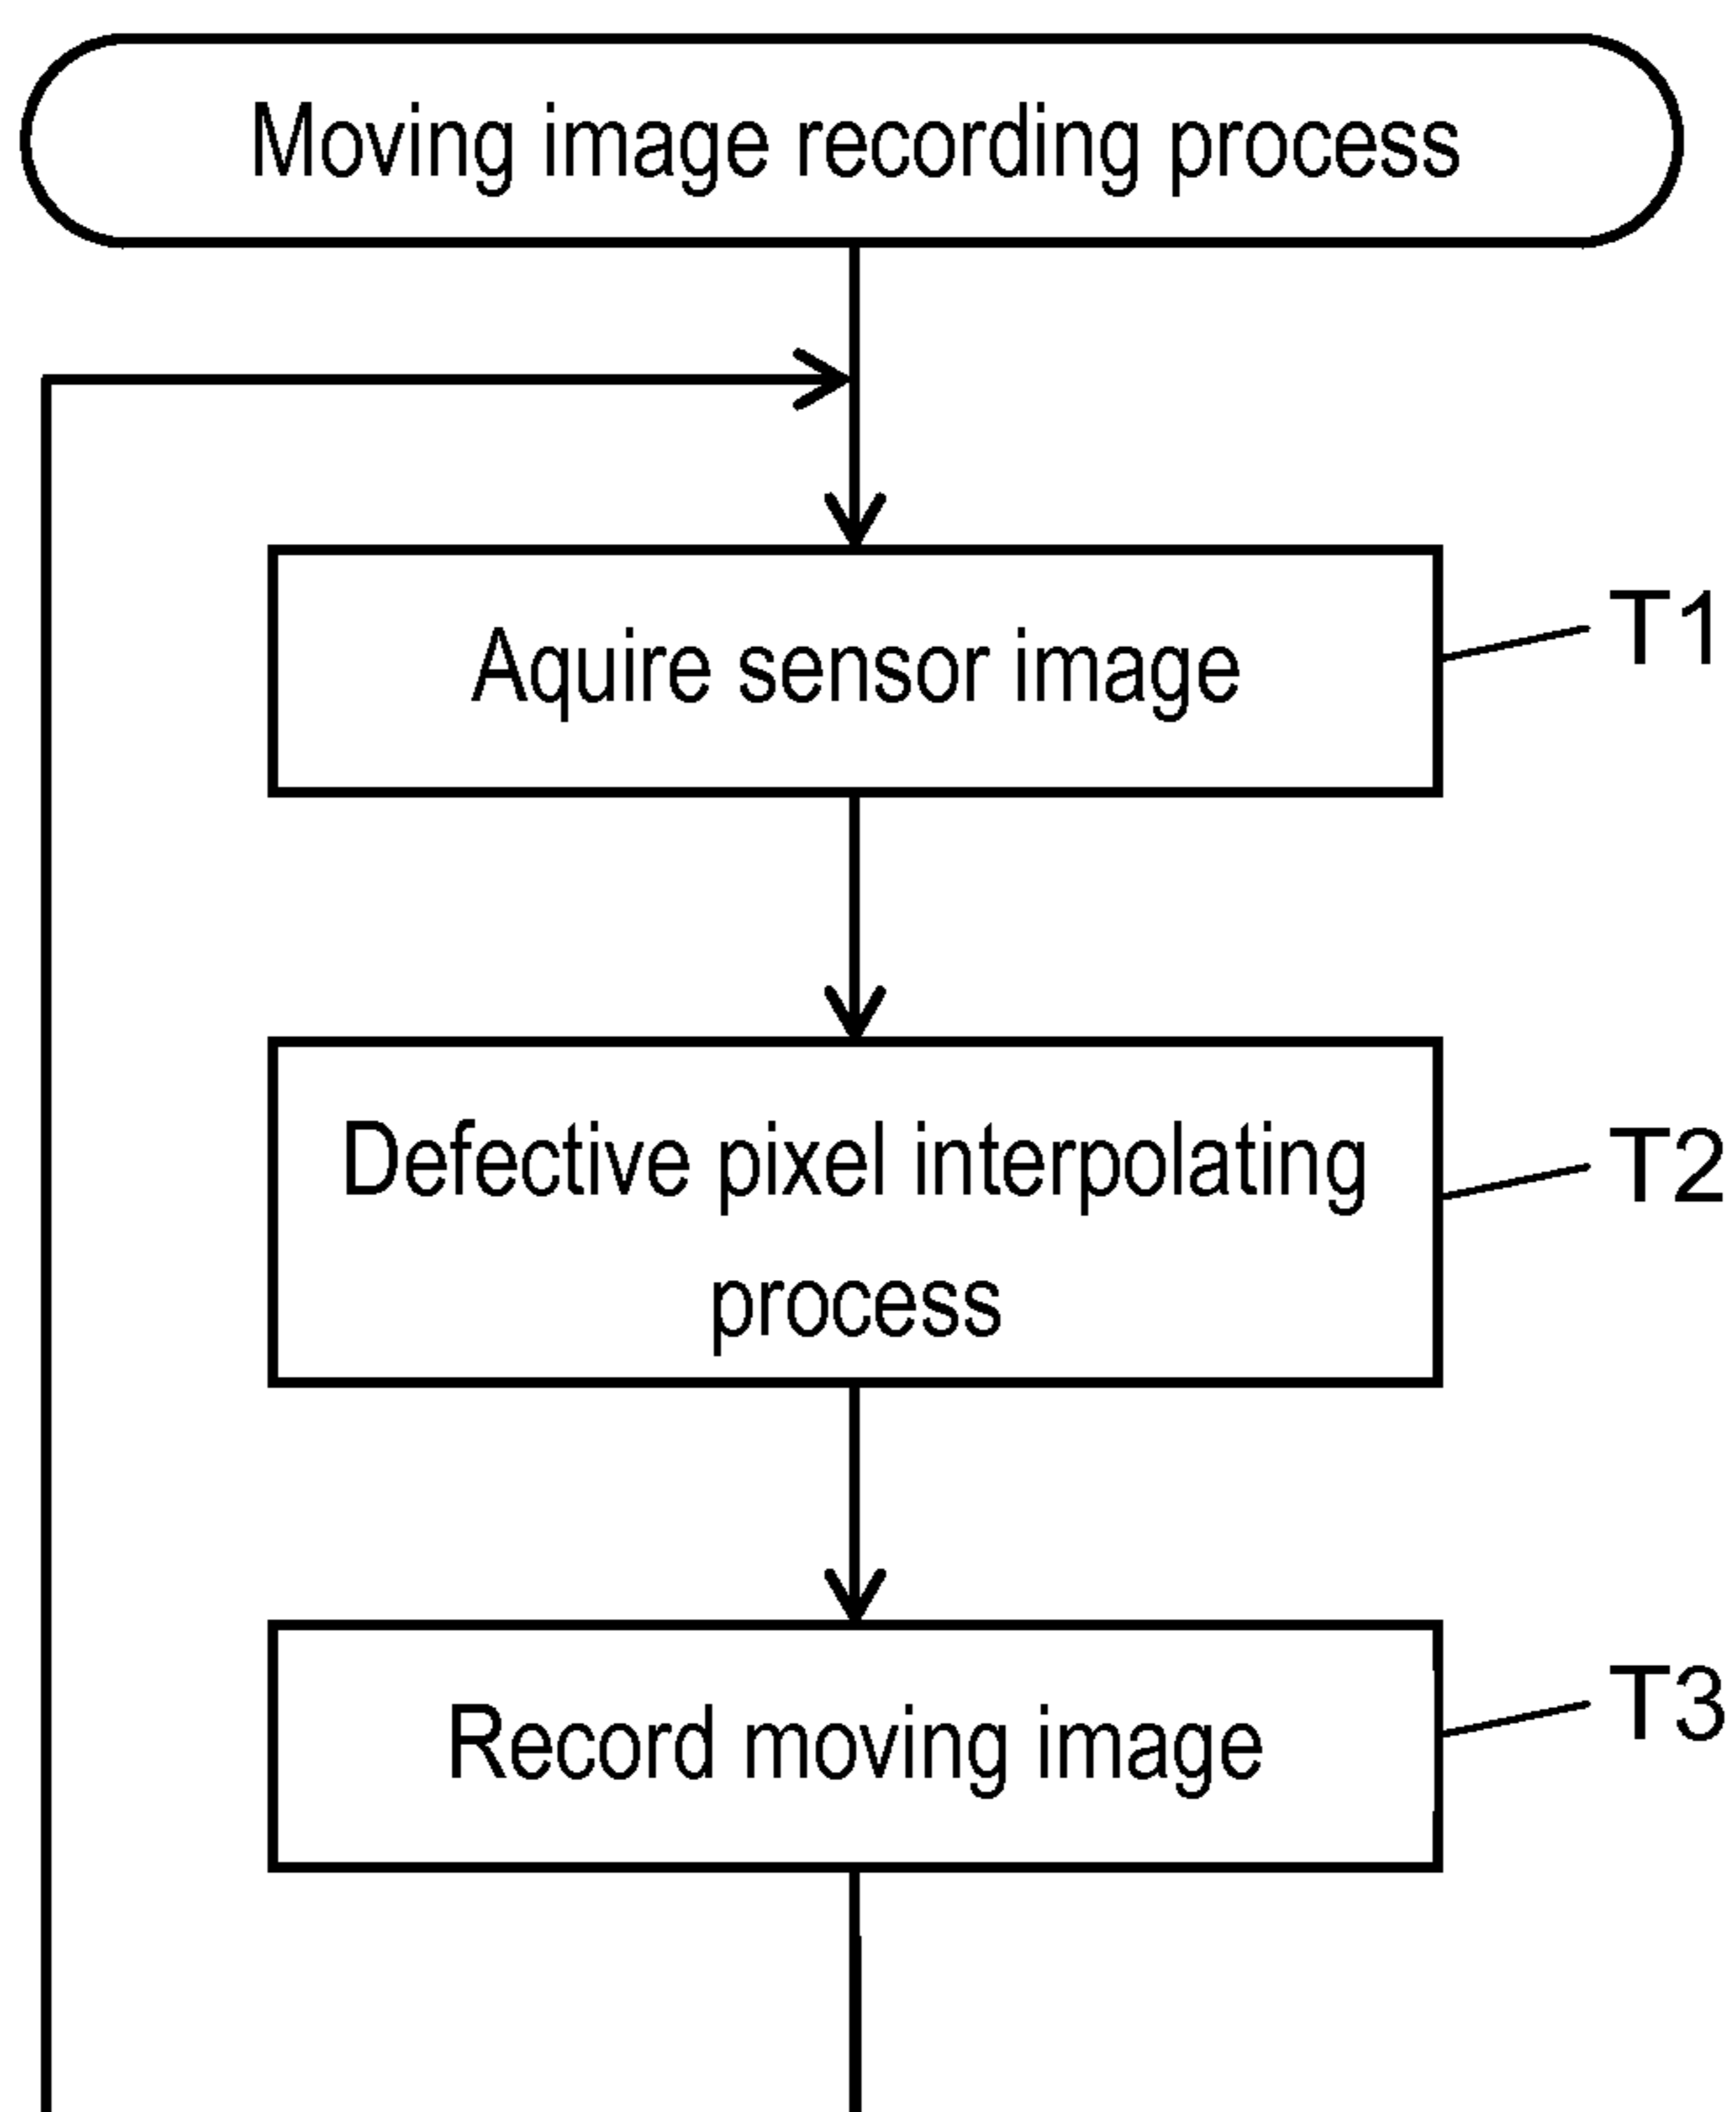 Moving image recording process
Aquire sensor image
T1
Defective pixel interpolating
process
T2
Record moving image
T3